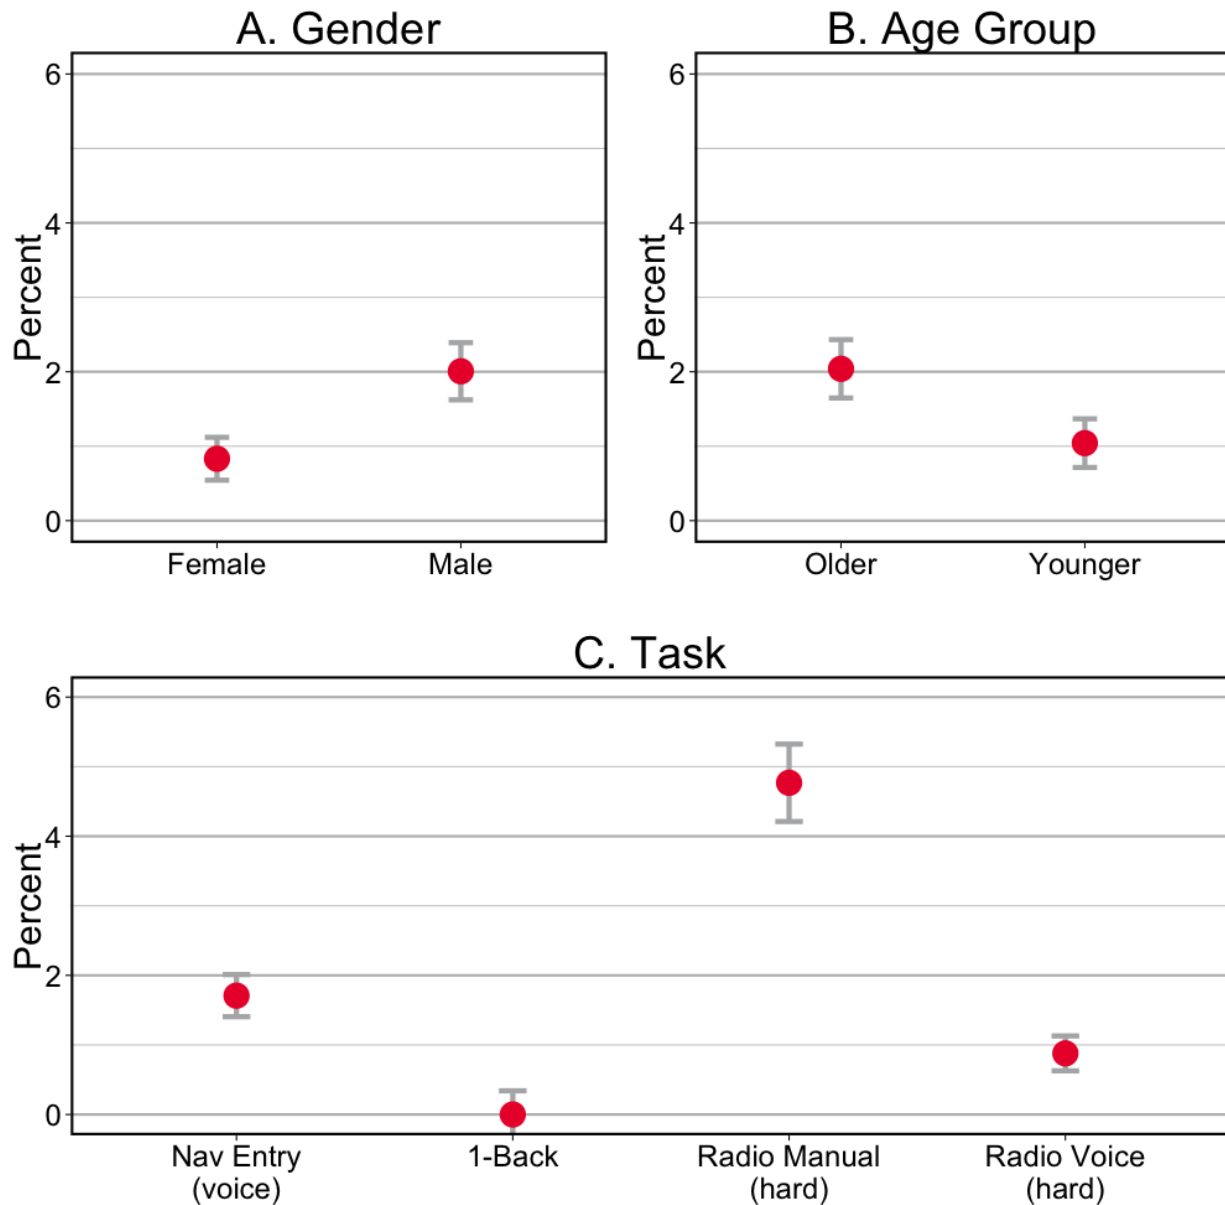 A. Gender
B. Age Group
6
4
2
0
Percent
Female
Male
6
4
2
0
Percent
Older
Younger
C. Task
6
4
2
0
Percent
Nav Entry
(voice)
1-Back
Radio Manual
(hard)
Radio Voice
(hard)